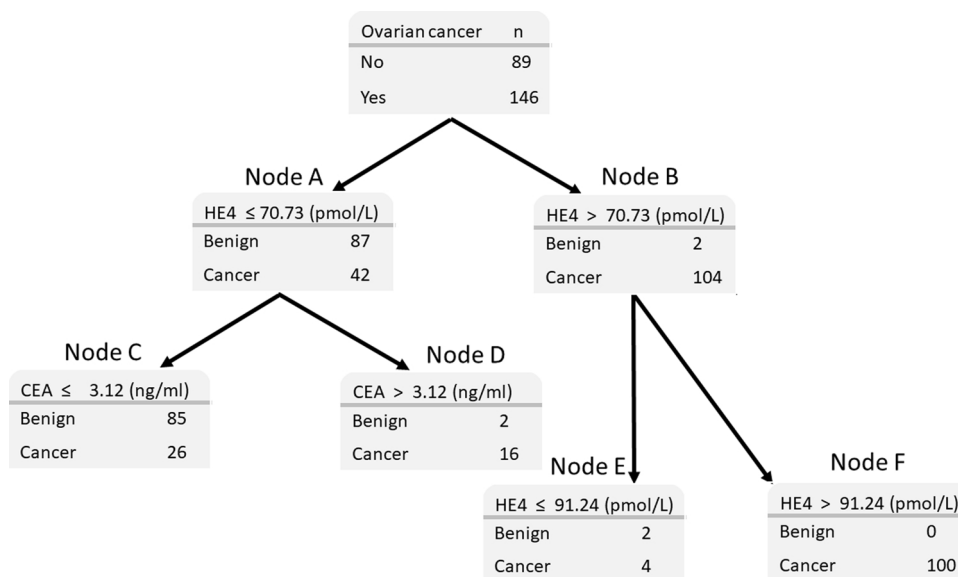 Ovarian cancer n
No 89
Yes 146
Node A
HE4 ≤ 70.73 (pmol/L)
Benign 87
Cancer 42
Node B
HE4 > 70.73 (pmol/L)
Benign 2
Cancer 104
Node C
CEA ≤ 3.12 (ng/ml)
Benign 85
Cancer 26
Node D
CEA > 3.12 (ng/ml)
Benign 2
Cancer 16
Node E
HE4 ≤ 91.24 (pmol/L)
Benign 2
Cancer 4
Node F
HE4 > 91.24 (pmol/L)
Benign 0
Cancer 100